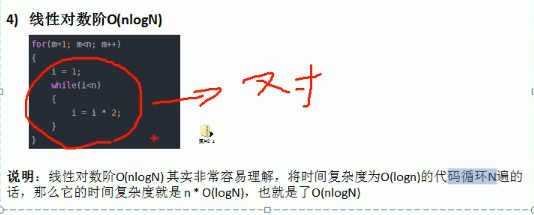 4) 线性对数阶O(nlogN)
for(m=1; m<n; m++)
{
i = 1;
while(i<n)
{
i = i * 2;
}
}
对
说明：线性对数阶O(nlogN) 其实非常容易理解，将时间复杂度为O(logn)的代码循环N遍的
话，那么它的时间复杂度就是 n * O(logN)，也就是了O(nlogN)